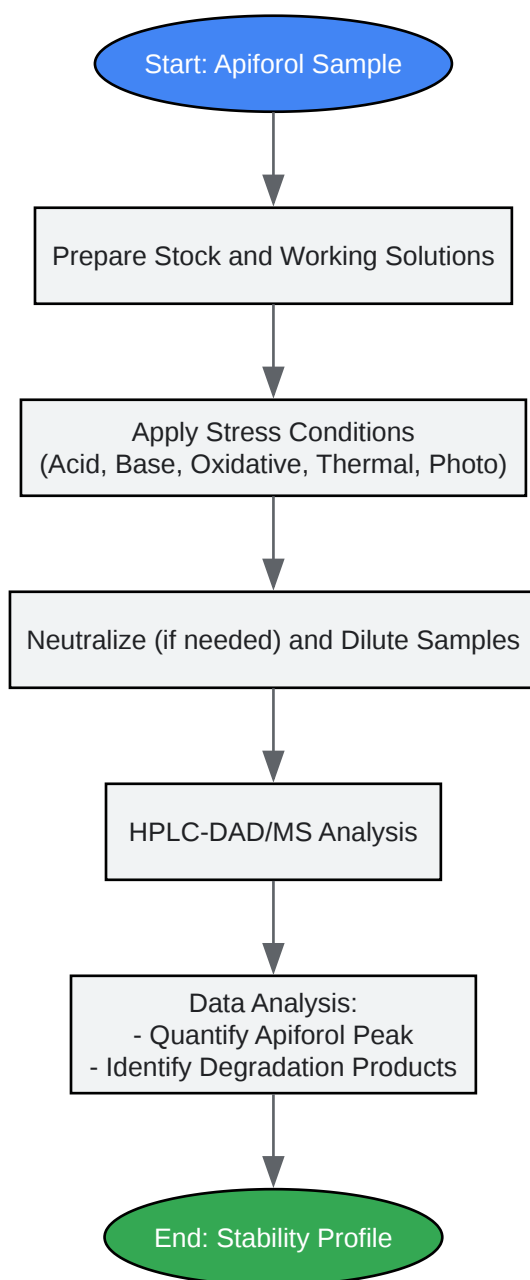 Start: Apiforol Sample
Prepare Stock and Working Solutions
Apply Stress Conditions
(Acid, Base, Oxidative, Thermal, Photo)
Neutralize (if needed) and Dilute Samples
HPLC-DAD/MS Analysis
Data Analysis:
- Quantify Apiforol Peak
- Identify Degradation Products
End: Stability Profile